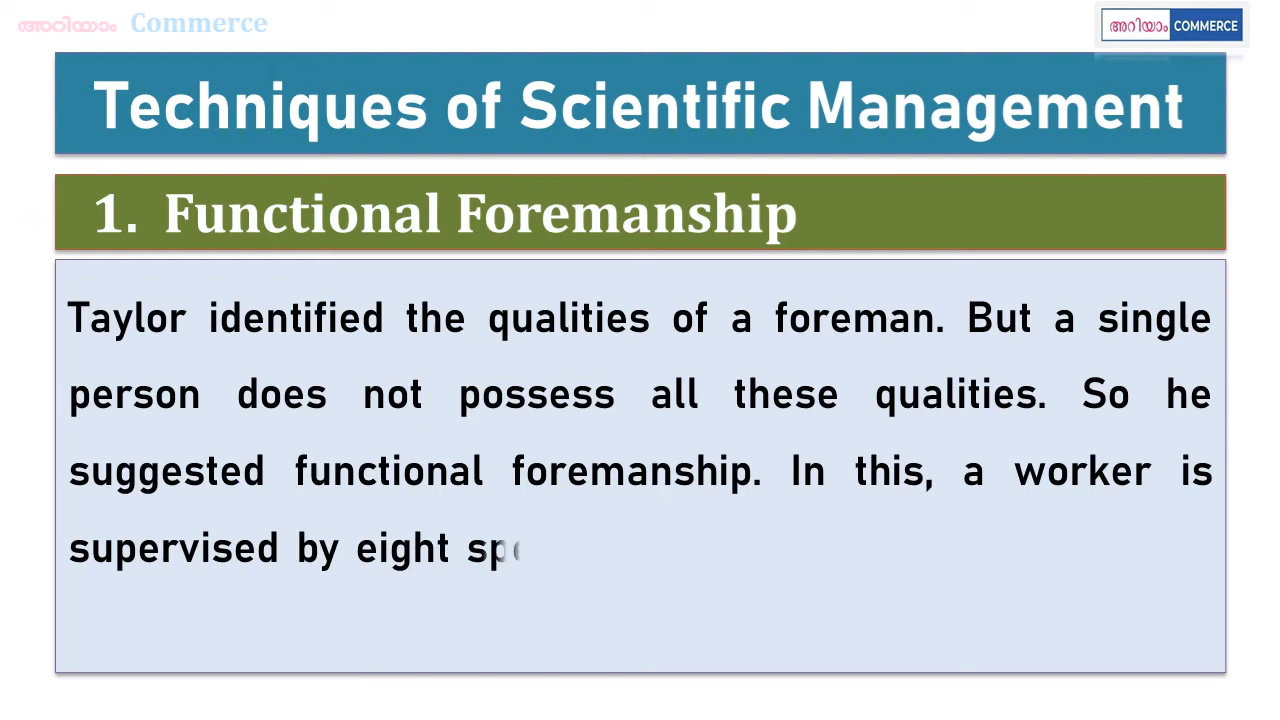 അറിയാം Commerce
അറിയാം COMMERCE
Techniques of Scientific Management
1. Functional Foremanship
Taylor identified the qualities of a foreman. But a single
person does not possess all these qualities. So he
suggested functional foremanship. In this, a worker is
supervised by eight